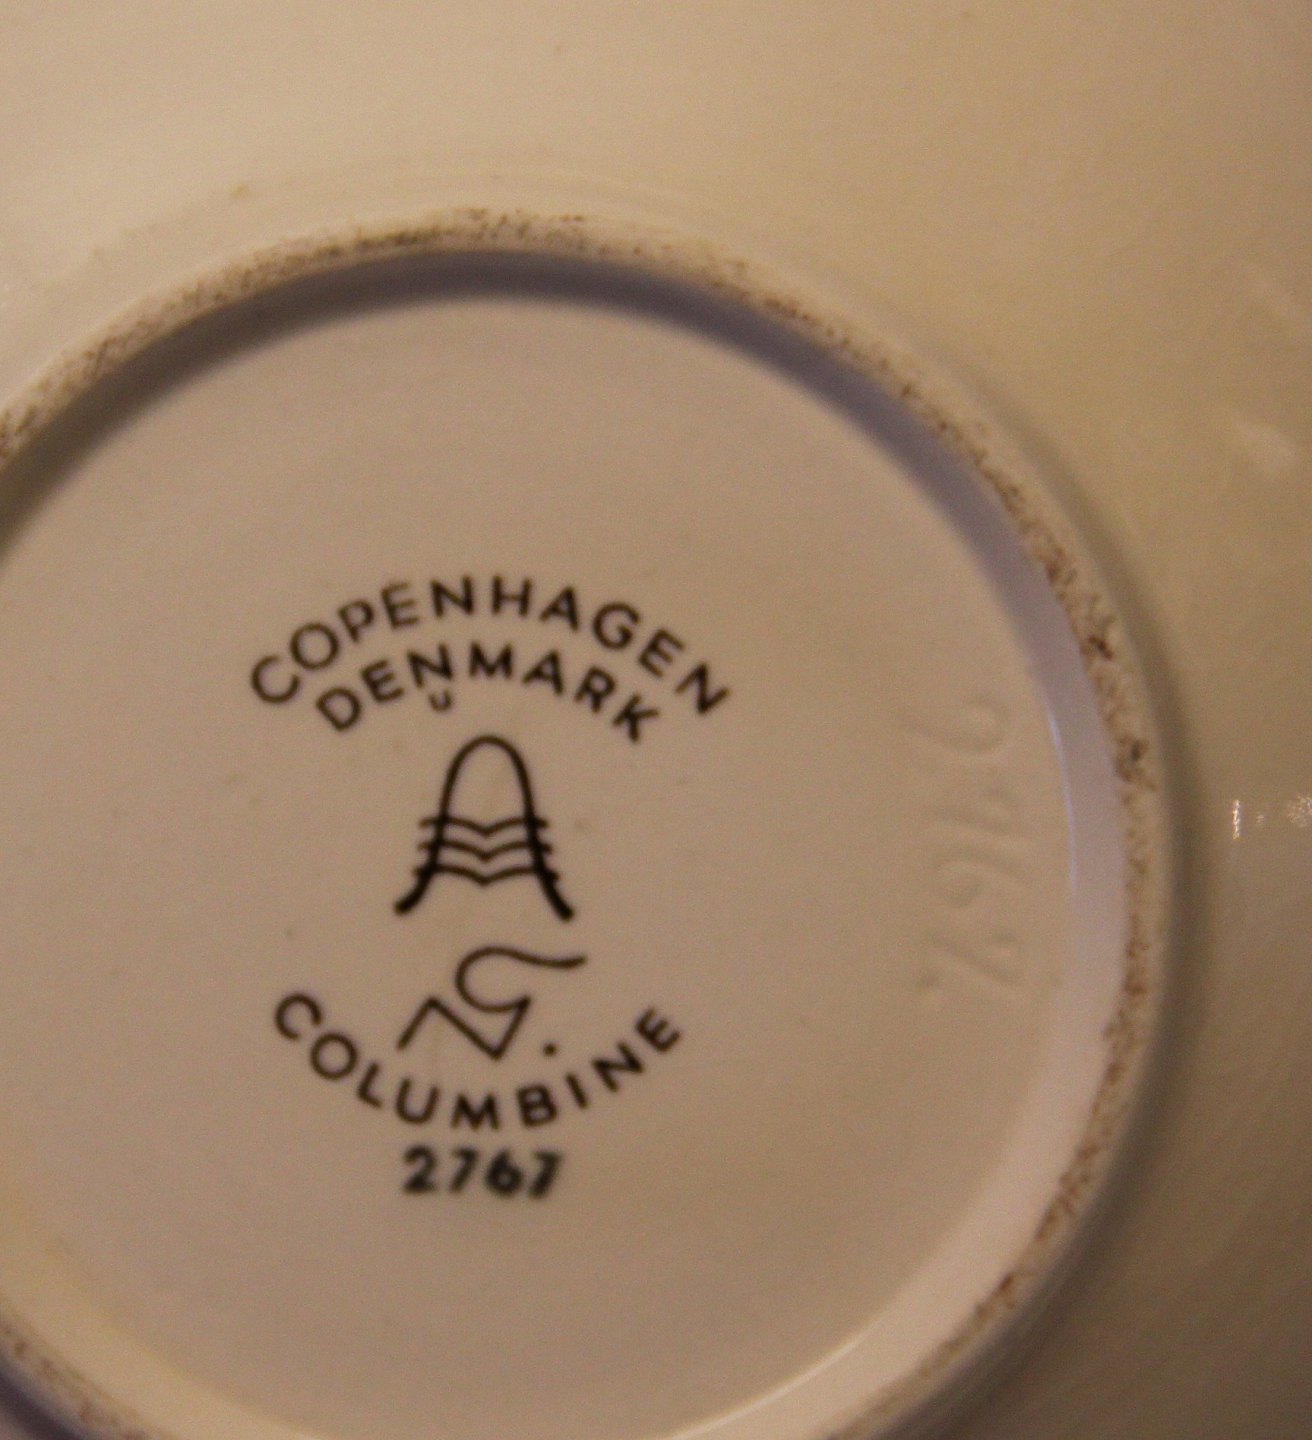 COPENHAGEN
DENMARK
COLUMBINE
2767